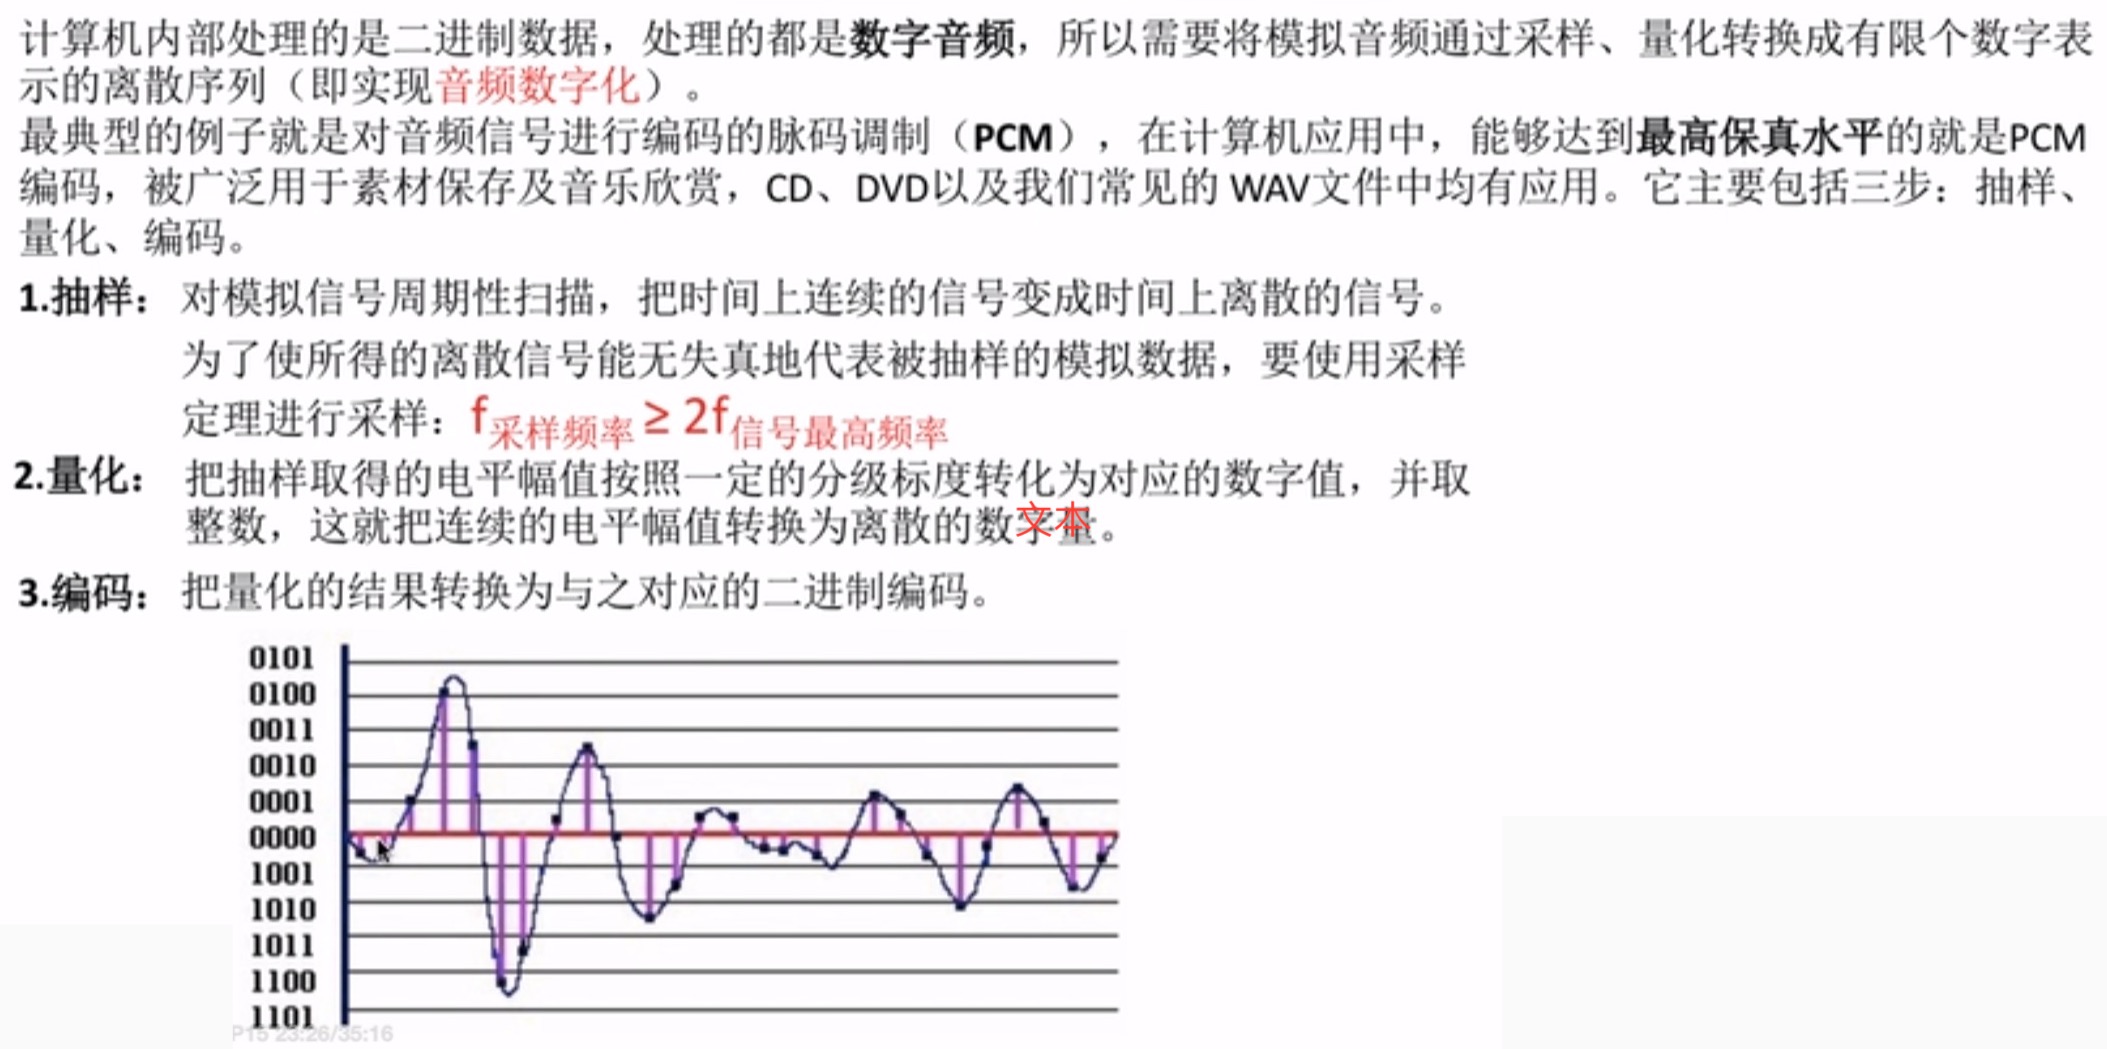 计算机内部处理的是二进制数据，处理的都是数字音频，所以需要将模拟音频通过采样、量化转换成有限个数字表
示的离散序列（即实现音频数字化）。
最典型的例子就是对音频信号进行编码的脉码调制（PCM），在计算机应用中，能够达到最高保真水平的就是PCM
编码，被广泛用于素材保存及音乐欣赏，CD、DVD以及我们常见的 WAV文件中均有应用。它主要包括三步：抽样、
量化、编码。
1.抽样：对模拟信号周期性扫描，把时间上连续的信号变成时间上离散的信号。
为了使所得的离散信号能无失真地代表被抽样的模拟数据，要使用采样
定理进行采样：f采样频率 ≥ 2f信号最高频率
2.量化：把抽样取得的电平幅值按照一定的分级标度转化为对应的数字值，并取
整数，这就把连续的电平幅值转换为离散的数字量。
文本
3.编码：把量化的结果转换为与之对应的二进制编码。
0101
0100
0011
0010
0001
0000
1001
1010
1011
1100
1101
P15 23:26/35:16